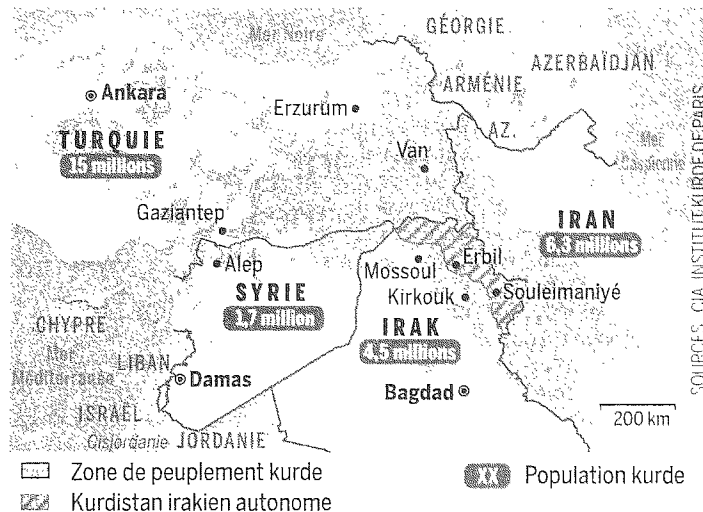 GÉORGIE
Mer Noire
AZERBAÏDJAN
ARMÉNIE
Ankara
Erzurum
AZ.
TURQUIE
15 millions
Van
Mer
Caspienne
Gaziantep
IRAN
6.3 millions
Alep
Erbil
Mossoul
SYRIE
Kirkouk
Souleimaniyé
1,7 million
CHYPRE
IRAK
4.5 millions
Mer
Méditerranée
LIBAN
Damas
Bagdad
ISRAËL
200 km
Cisjordanie
JORDANIE
SOURCES : CIA, INSTITUT KURDE DE PARIS
Zone de peuplement kurde
XX Population kurde
Kurdistan irakien autonome